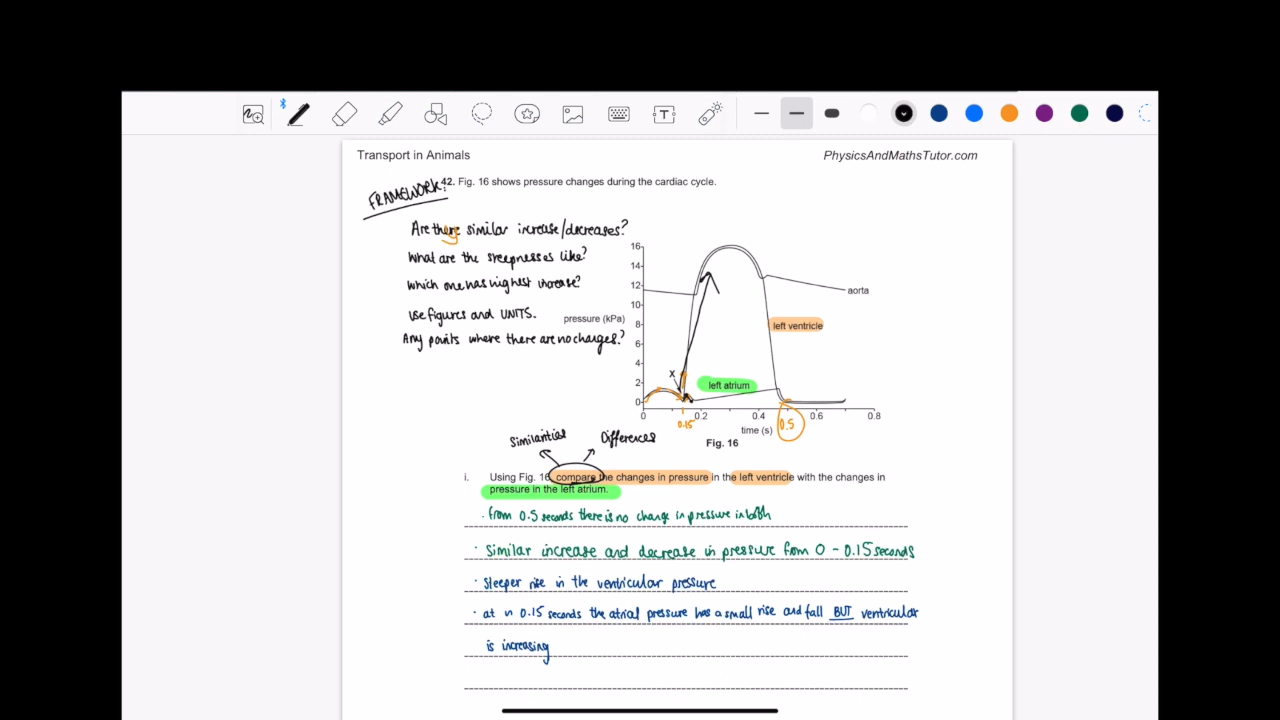 Transport in Animals
PhysicsAndMathsTutor.com
FRAMEWORK:
42. Fig. 16 shows pressure changes during the cardiac cycle.
Are they similar increase/decreases?
What are the steepnesses like?
which one has highest increase?
use figures and UNITS.
Any points where there are no changes?
pressure (kPa)
16
14
12
10
8
6
4
2
0
aorta
left ventricle
left atrium
X
0
0.2
0.4
0.6
0.8
0.15
0.5
time (s)
Fig. 16
Similarities
Differences
i. Using Fig. 16, compare the changes in pressure in the left ventricle with the changes in
pressure in the left atrium.
· from 0.5 seconds there is no change in pressure in both
· Similar increase and decrease in pressure from 0 - 0.15 seconds
· Steeper rise in the ventricular pressure
· at ~ 0.15 seconds the atrial pressure has a small rise and fall BUT ventricular
is increasing